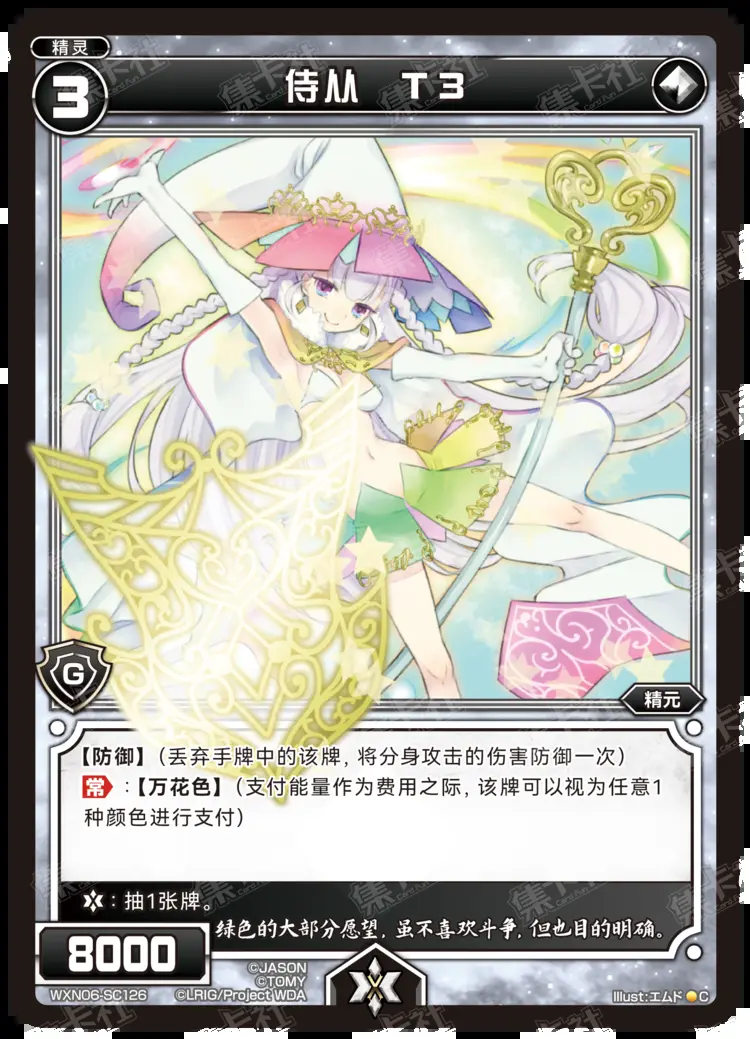 精灵
3
侍从 T3
G
精元
【防御】（丢弃手牌中的该牌，将分身攻击的伤害防御一次）
常：【万花色】（支付能量作为费用之际，该牌可以视为任意1
种颜色进行支付）
：抽1张牌。
绿色的大部分愿望，虽不喜欢斗争，但也目的明确。
8000
©JASON
©TOMY
WXN06-SC126 ©LRIG/Project WDA
Illust:エムド C
集卡社